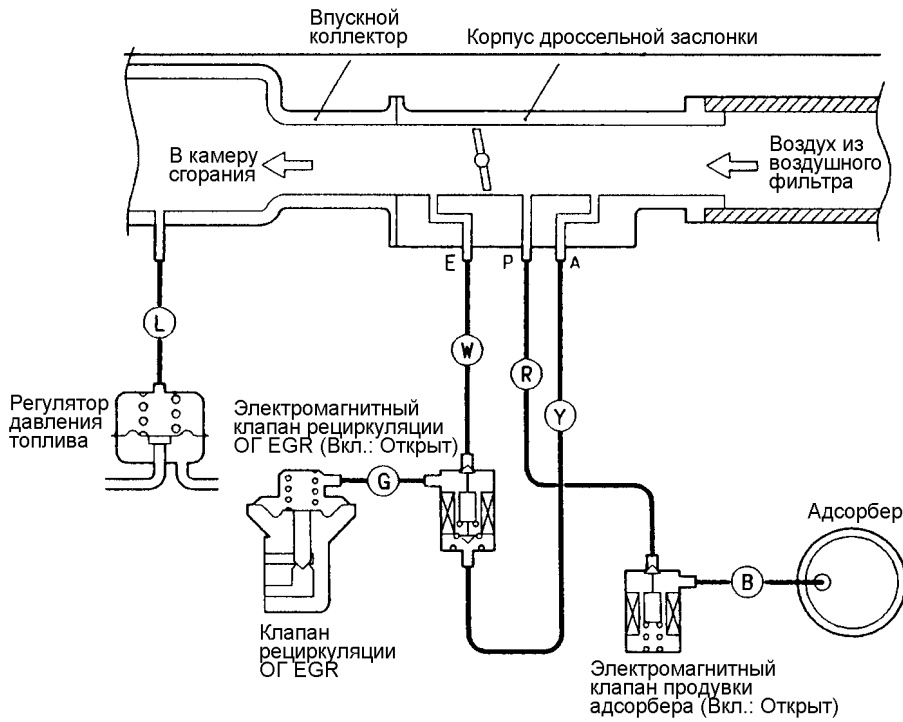 Впускной
коллектор
Корпус дроссельной заслонки
В камеру
сгорания
Воздух из
воздушного
фильтра
E
P
A
L
W
R
Y
Регулятор
давления
топлива
Электромагнитный
клапан рециркуляции
ОГ EGR (Вкл.: Открыт)
G
Адсорбер
B
Клапан
рециркуляции
ОГ EGR
Электромагнитный
клапан продувки
адсорбера (Вкл.: Открыт)